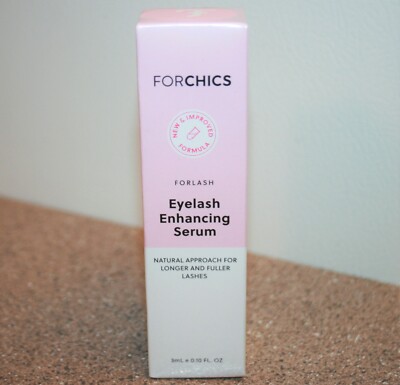 FORCHICS
NEW & IMPROVED
FORMULA
FORLASH
Eyelash
Enhancing
Serum
NATURAL APPROACH FOR
LONGER AND FULLER
LASHES
3ML e 0.10 FL. OZ